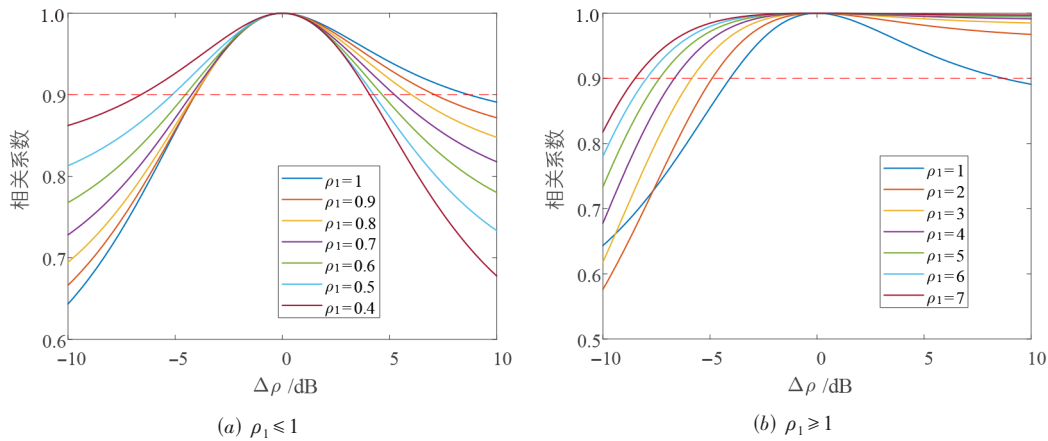 1.0
0.9
0.8
0.7
0.6
相关系数
−10
−5
0
5
10
Δρ /dB
ρ1=1
ρ1=0.9
ρ1=0.8
ρ1=0.7
ρ1=0.6
ρ1=0.5
ρ1=0.4
(a) ρ1≤1
1.0
0.9
0.8
0.7
0.6
0.5
相关系数
−10
−5
0
5
10
Δρ /dB
ρ1=1
ρ1=2
ρ1=3
ρ1=4
ρ1=5
ρ1=6
ρ1=7
(b) ρ1≥1